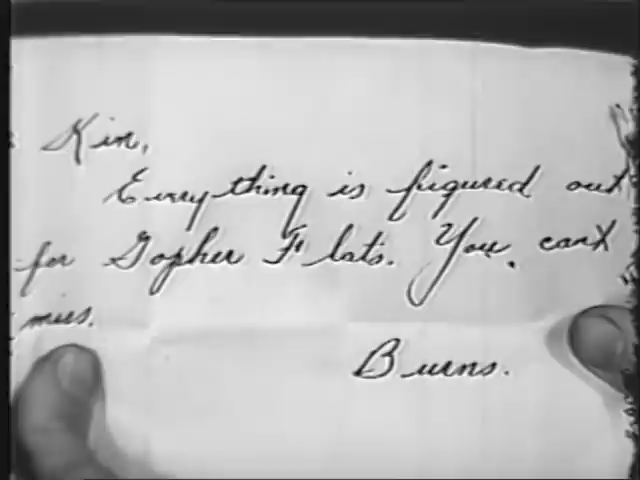 Kin,
Everything is figured out
for Gopher Flats. You can't
miss.
Burns.